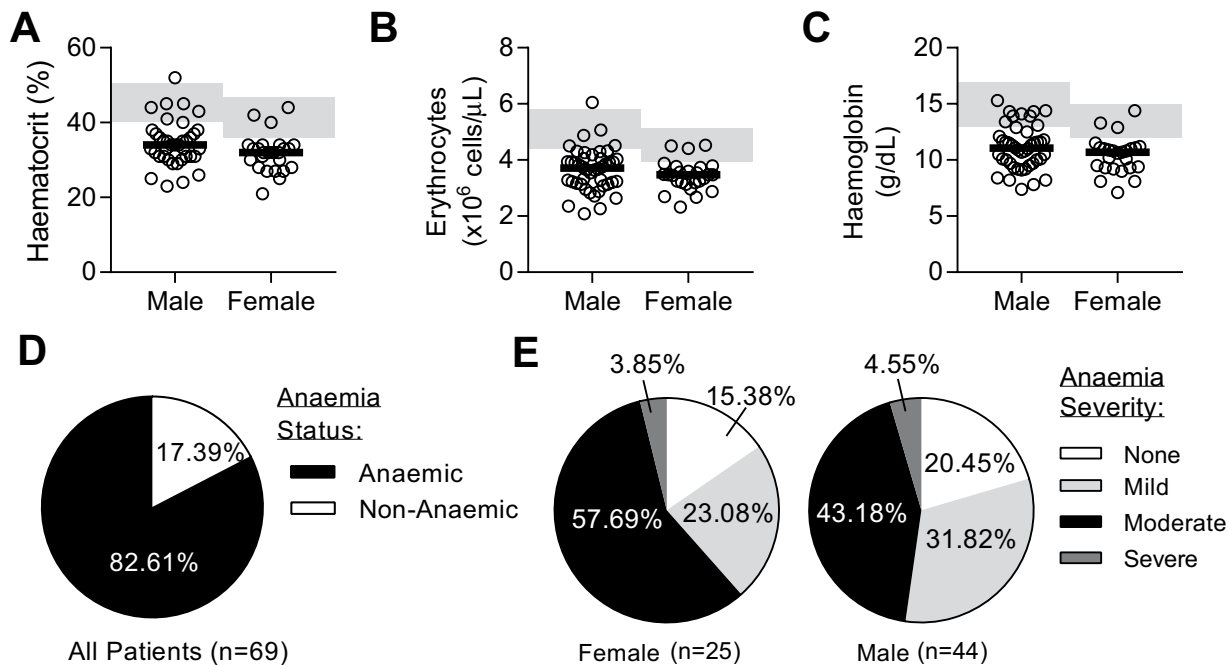 A
Haematocrit (%)
60
40
20
0
Male
Female
B
Erythrocytes
(x10⁶ cells/µL)
8
6
4
2
0
Male
Female
C
Haemoglobin
(g/dL)
20
15
10
5
0
Male
Female
D
17.39%
82.61%
All Patients (n=69)
Anaemia
Status:
Anaemic
Non-Anaemic
E
3.85%
15.38%
57.69%
23.08%
Female (n=25)
4.55%
20.45%
43.18%
31.82%
Male (n=44)
Anaemia
Severity:
None
Mild
Moderate
Severe